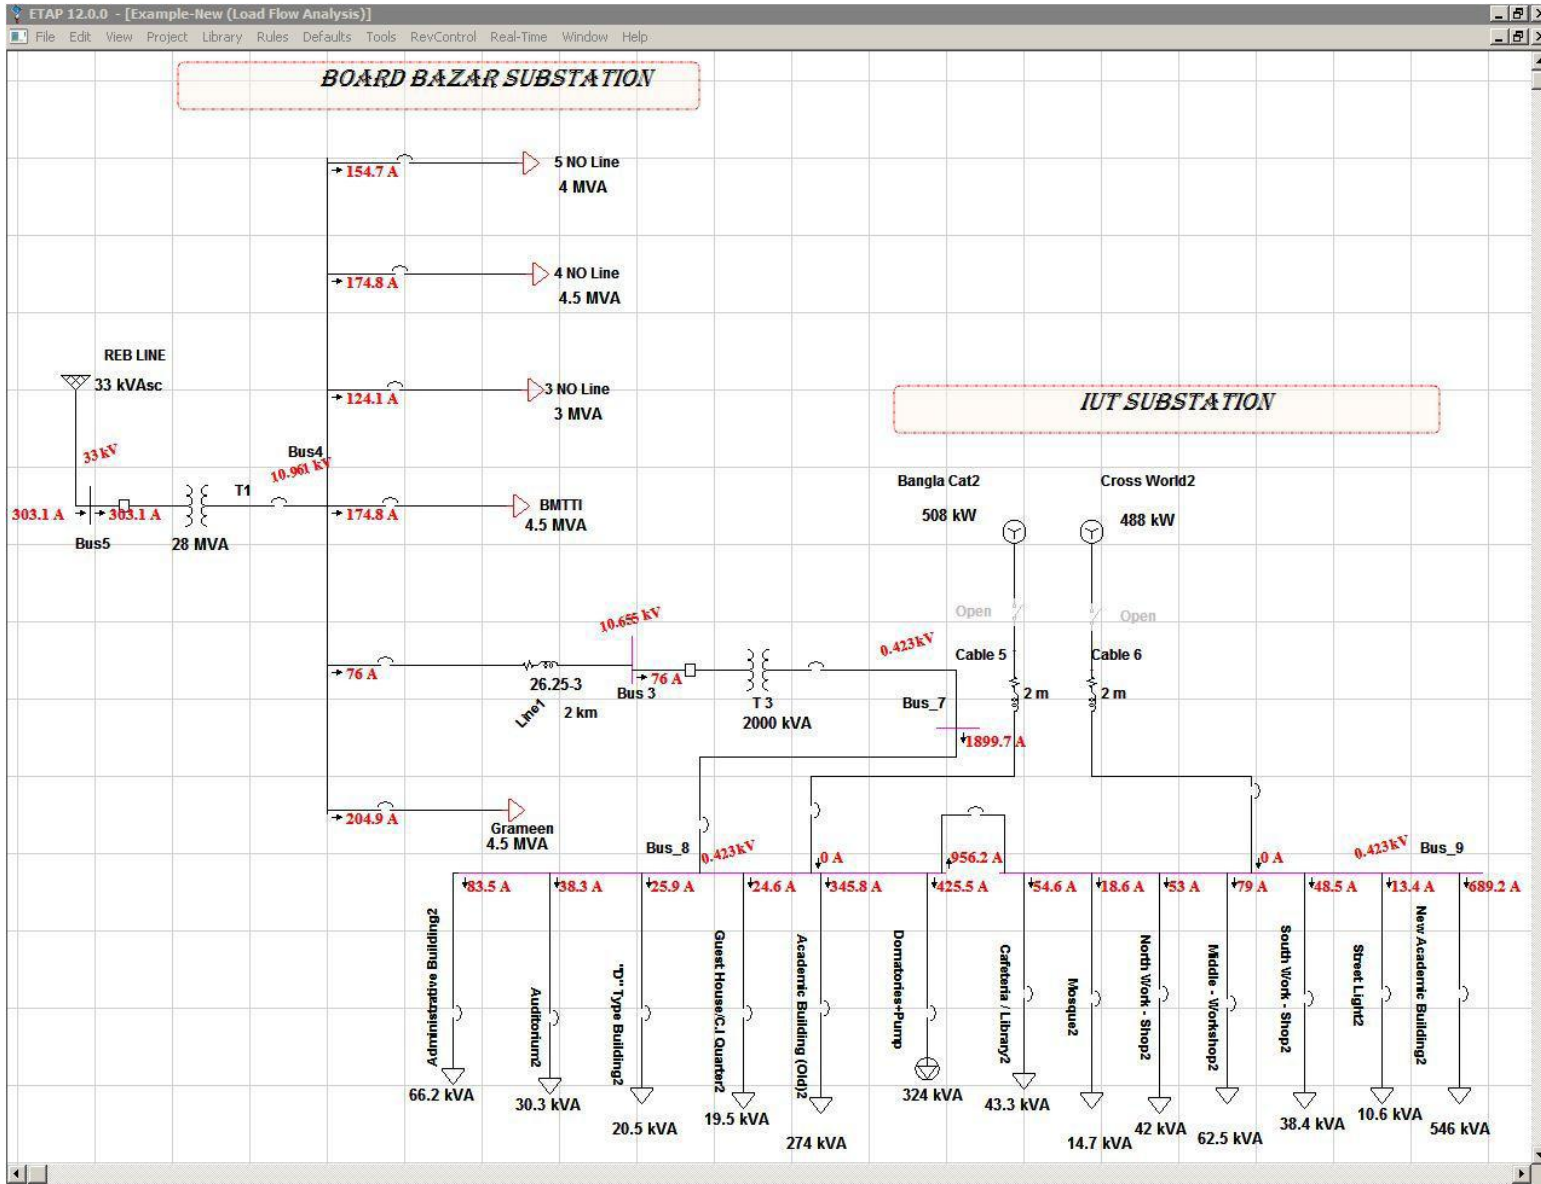 ETAP 12.0.0 - [Example-New (Load Flow Analysis)]
File Edit View Project Library Rules Defaults Tools RevControl Real-Time Window Help
BOARD BAZAR SUBSTATION
154.7 A
5 NO Line
4 MVA
174.8 A
4 NO Line
4.5 MVA
REB LINE
33 kVAsc
124.1 A
3 NO Line
3 MVA
IUT SUBSTATION
33 kV
Bus4
10.961 kV
T1
303.1 A
303.1 A
Bus5
28 MVA
174.8 A
BMTTI
4.5 MVA
Bangla Cat2
508 kW
Cross World2
488 kW
Open
Open
10.655 kV
0.423kV
Cable 5
Cable 6
76 A
26.25-3
Line1
2 km
Bus 3
76 A
T 3
2000 kVA
Bus_7
2 m
2 m
1899.7 A
204.9 A
Grameen
4.5 MVA
Bus_8
0.423kV
0 A
956.2 A
0 A
0.423kV
Bus_9
83.5 A
38.3 A
25.9 A
24.6 A
345.8 A
425.5 A
54.6 A
18.6 A
53 A
79 A
48.5 A
13.4 A
689.2 A
Administrative Building2
Auditorium2
"D" Type Building2
Guest House/C.I Quarter2
Academic Building (Old)2
Dormatories+Pump
Cafeteria / Library2
Mosque2
North Work - Shop2
Middle - Workshop2
South Work - Shop2
Street Light2
New Academic Building2
66.2 kVA
30.3 kVA
20.5 kVA
19.5 kVA
274 kVA
324 kVA
43.3 kVA
14.7 kVA
42 kVA
62.5 kVA
38.4 kVA
10.6 kVA
546 kVA